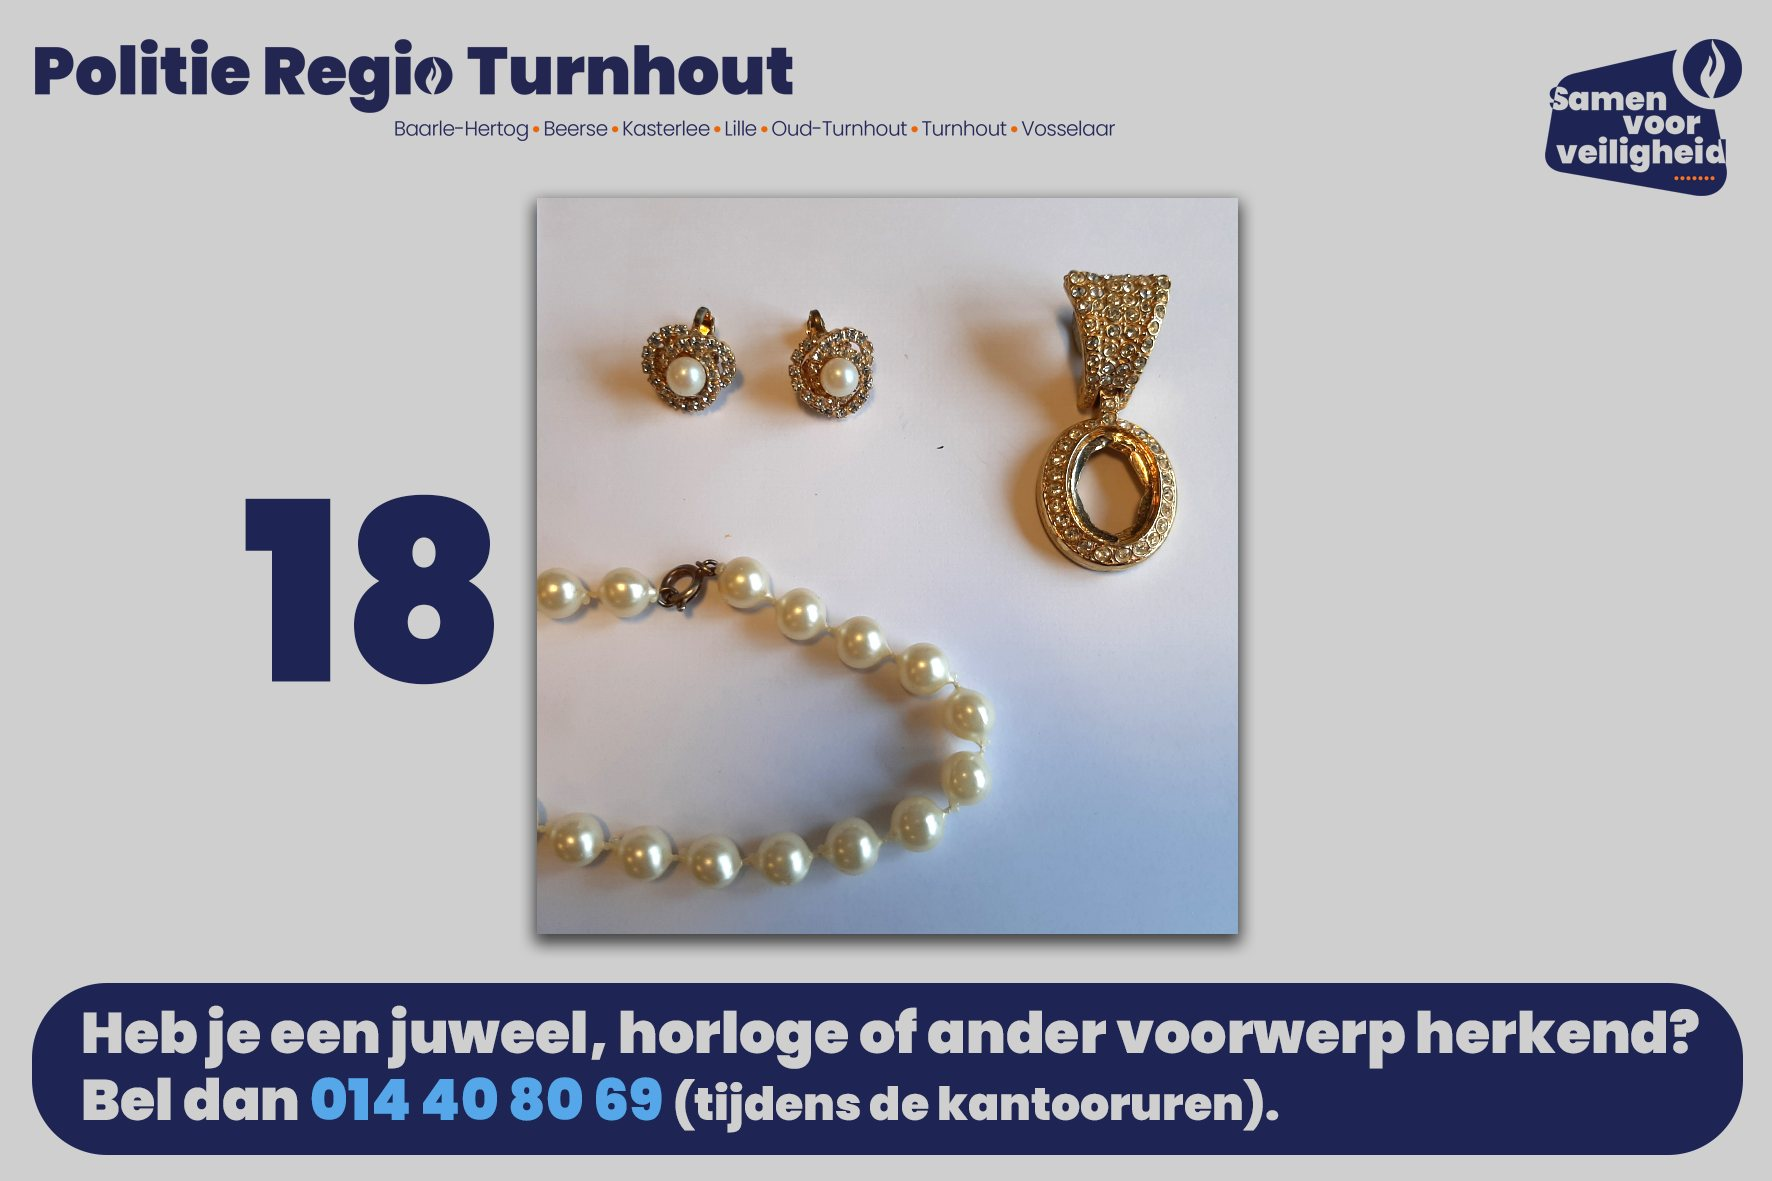 Politie Regio Turnhout
Baarle-Hertog • Beerse • Kasterlee • Lille • Oud-Turnhout • Turnhout • Vosselaar
Samen
voor
veiligheid
18
Heb je een juweel, horloge of ander voorwerp herkend?
Bel dan 014 40 80 69 (tijdens de kantooruren).